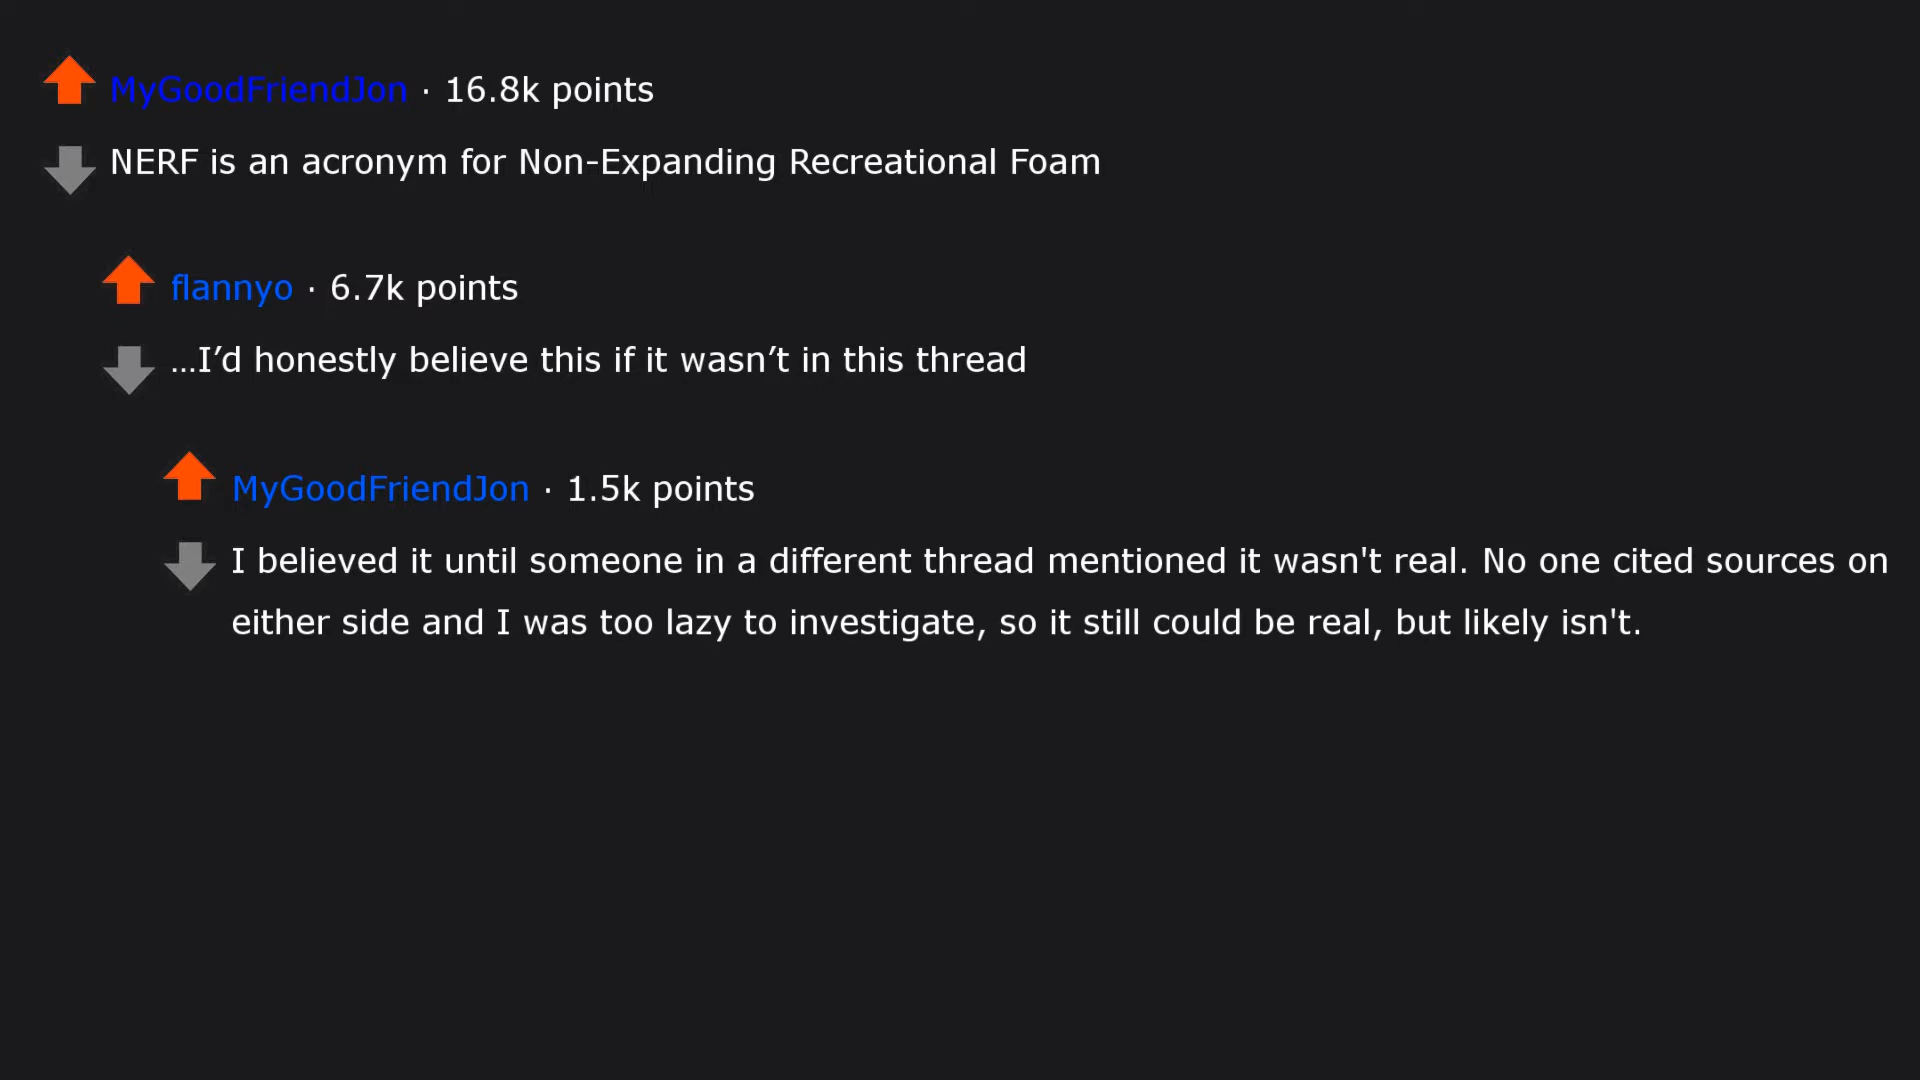 MyGoodFriendJon · 16.8k points
NERF is an acronym for Non-Expanding Recreational Foam
flannyo · 6.7k points
...I’d honestly believe this if it wasn’t in this thread
MyGoodFriendJon · 1.5k points
I believed it until someone in a different thread mentioned it wasn't real. No one cited sources on
either side and I was too lazy to investigate, so it still could be real, but likely isn't.